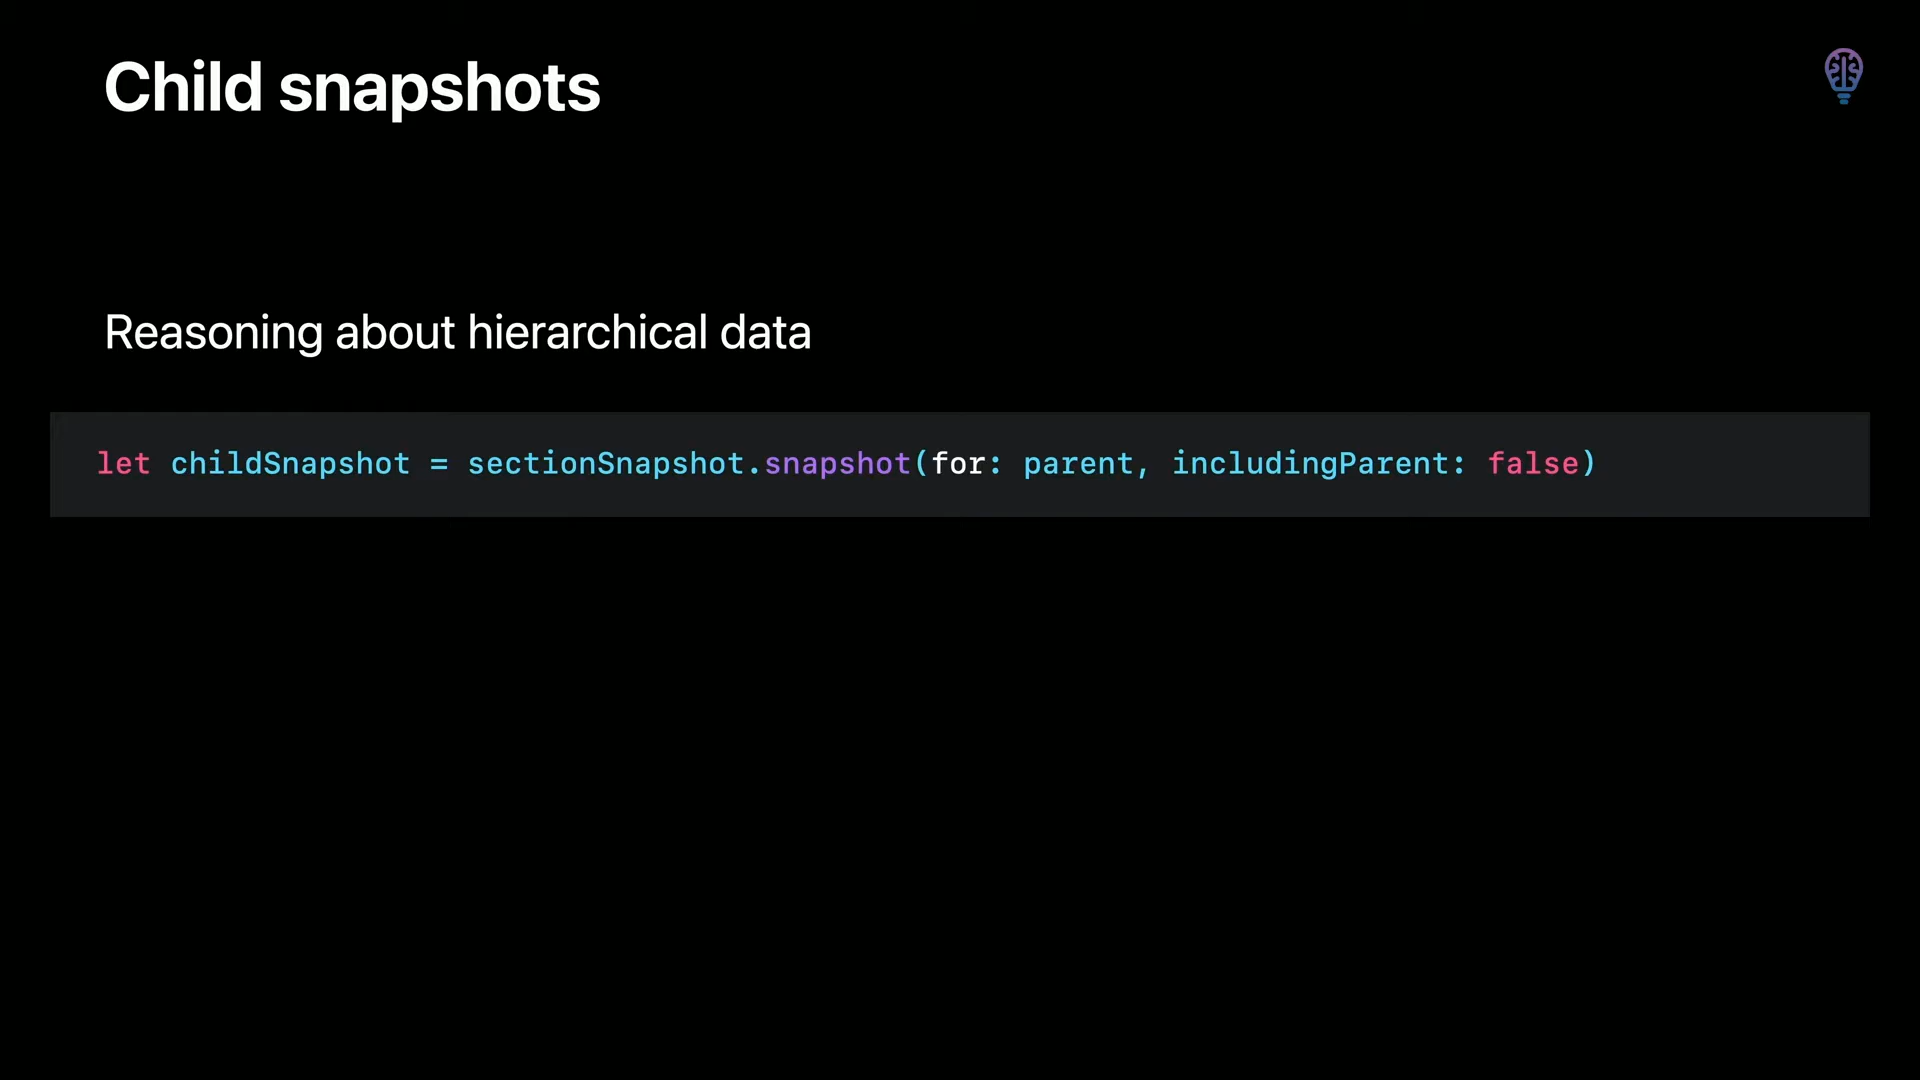 Child snapshots
Reasoning about hierarchical data
let childSnapshot = sectionSnapshot.snapshot(for: parent, includingParent: false)